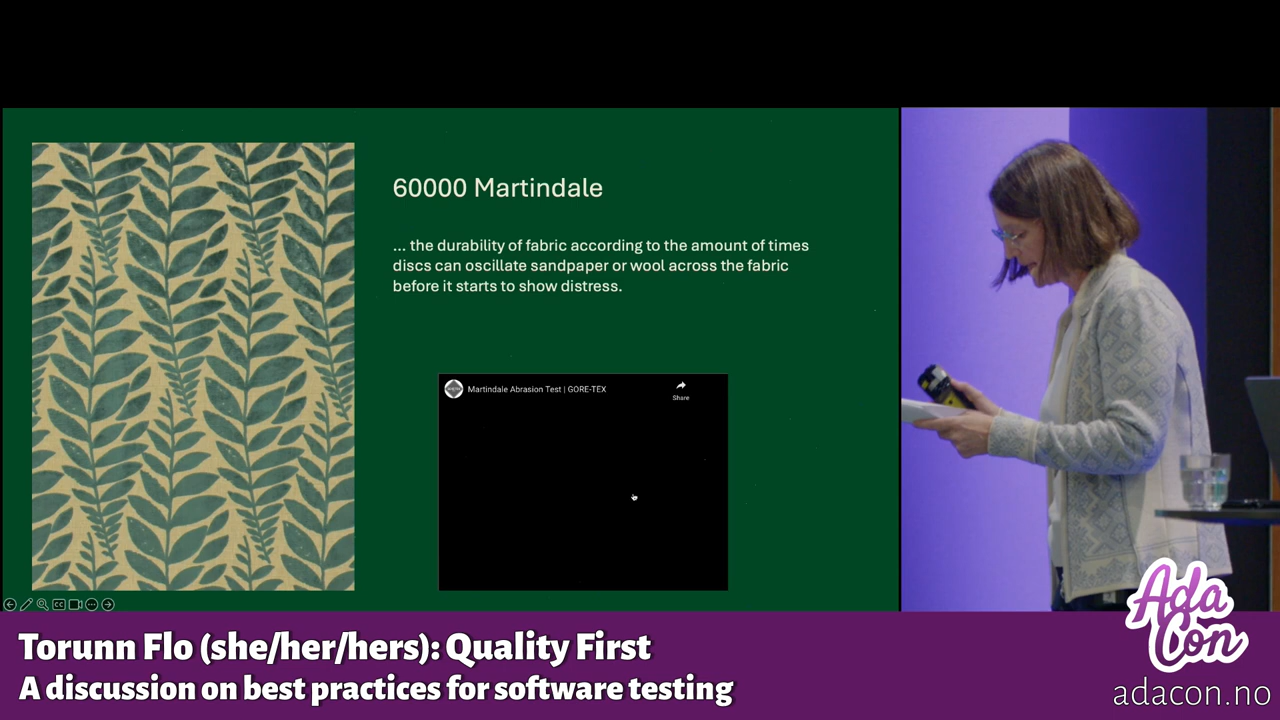 60000 Martindale
... the durability of fabric according to the amount of times
discs can oscillate sandpaper or wool across the fabric
before it starts to show distress.
Martindale Abrasion Test | GORE-TEX
Share
CC
Torunn Flo (she/her/hers): Quality First
A discussion on best practices for software testing
Ada
Con
adacon.no